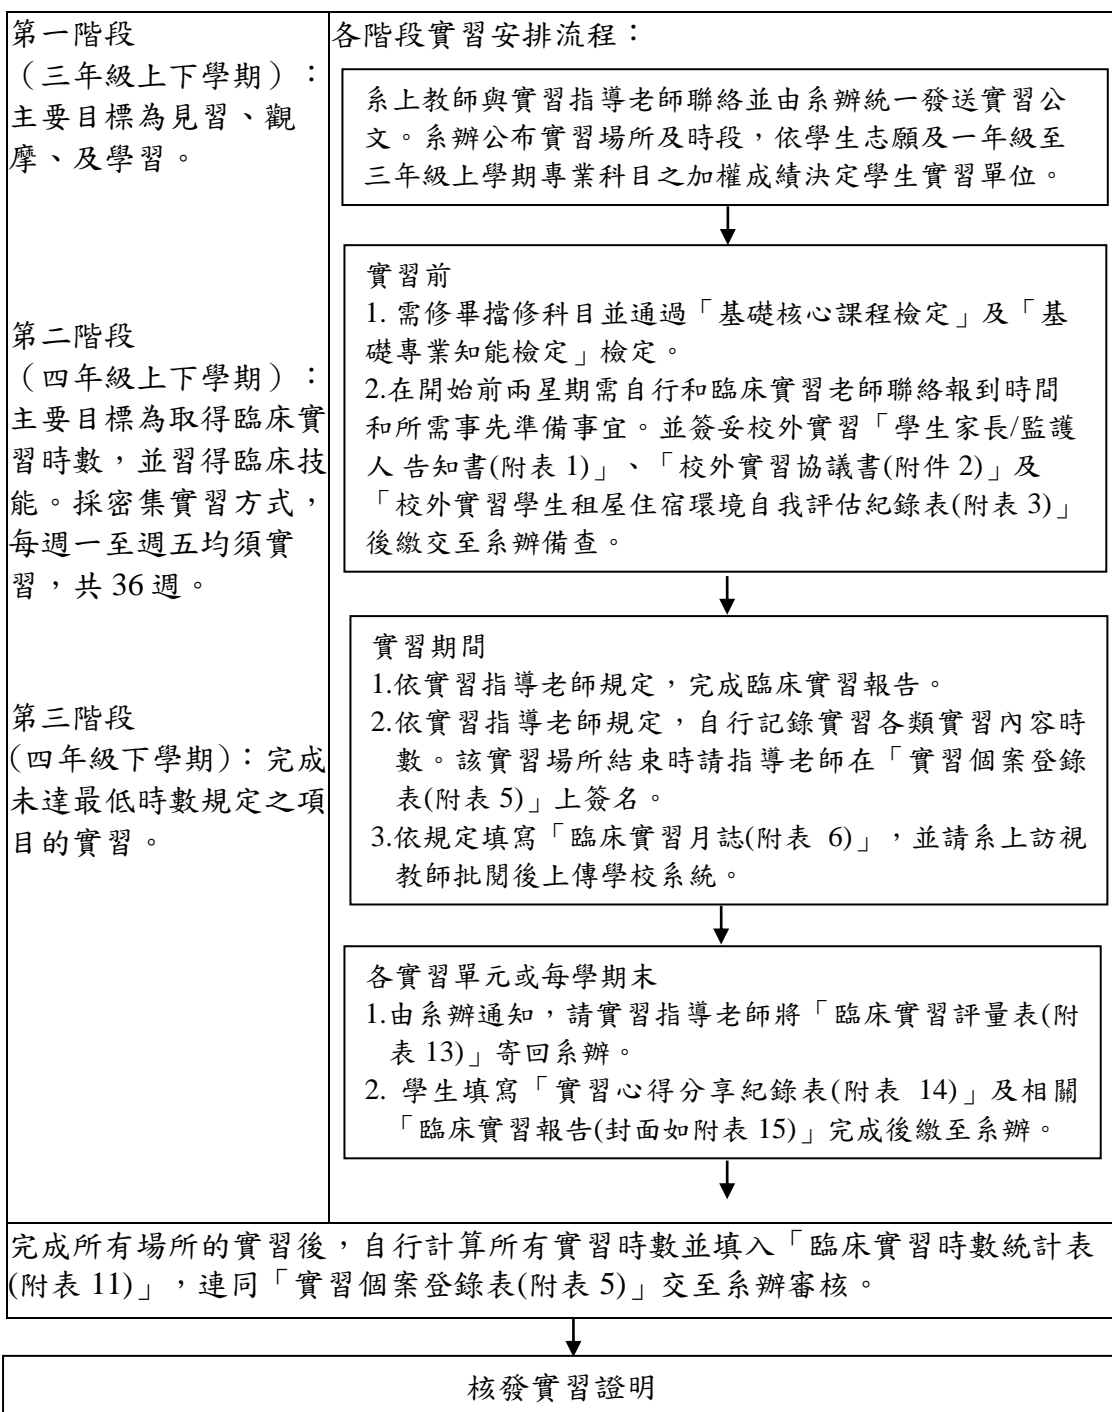 第一階段
（三年級上下學期）：
主要目標為見習、觀
摩、及學習。
第二階段
（四年級上下學期）：
主要目標為取得臨床實
習時數，並習得臨床技
能。採密集實習方式，
每週一至週五均須實
習，共 36 週。
第三階段
(四年級下學期)：完成
未達最低時數規定之項
目的實習。
各階段實習安排流程：
系上教師與實習指導老師聯絡並由系辦統一發送實習公
文。系辦公布實習場所及時段，依學生志願及一年級至
三年級上學期專業科目之加權成績決定學生實習單位。
實習前
1. 需修畢擋修科目並通過「基礎核心課程檢定」及「基
礎專業知能檢定」檢定。
2.在開始前兩星期需自行和臨床實習老師聯絡報到時間
和所需事先準備事宜。並簽妥校外實習「學生家長/監護
人 告知書(附表 1)」、「校外實習協議書(附件 2)」及
「校外實習學生租屋住宿環境自我評估紀錄表(附表 3)」
後繳交至系辦備查。
實習期間
1.依實習指導老師規定，完成臨床實習報告。
2.依實習指導老師規定，自行記錄實習各類實習內容時
數。該實習場所結束時請指導老師在「實習個案登錄
表(附表 5)」上簽名。
3.依規定填寫「臨床實習月誌(附表 6)」，並請系上訪視
教師批閱後上傳學校系統。
各實習單元或每學期末
1.由系辦通知，請實習指導老師將「臨床實習評量表(附
表 13)」寄回系辦。
2. 學生填寫「實習心得分享紀錄表(附表 14)」及相關
「臨床實習報告(封面如附表 15)」完成後繳至系辦。
完成所有場所的實習後，自行計算所有實習時數並填入「臨床實習時數統計表
(附表 11)」，連同「實習個案登錄表(附表 5)」交至系辦審核。
核發實習證明